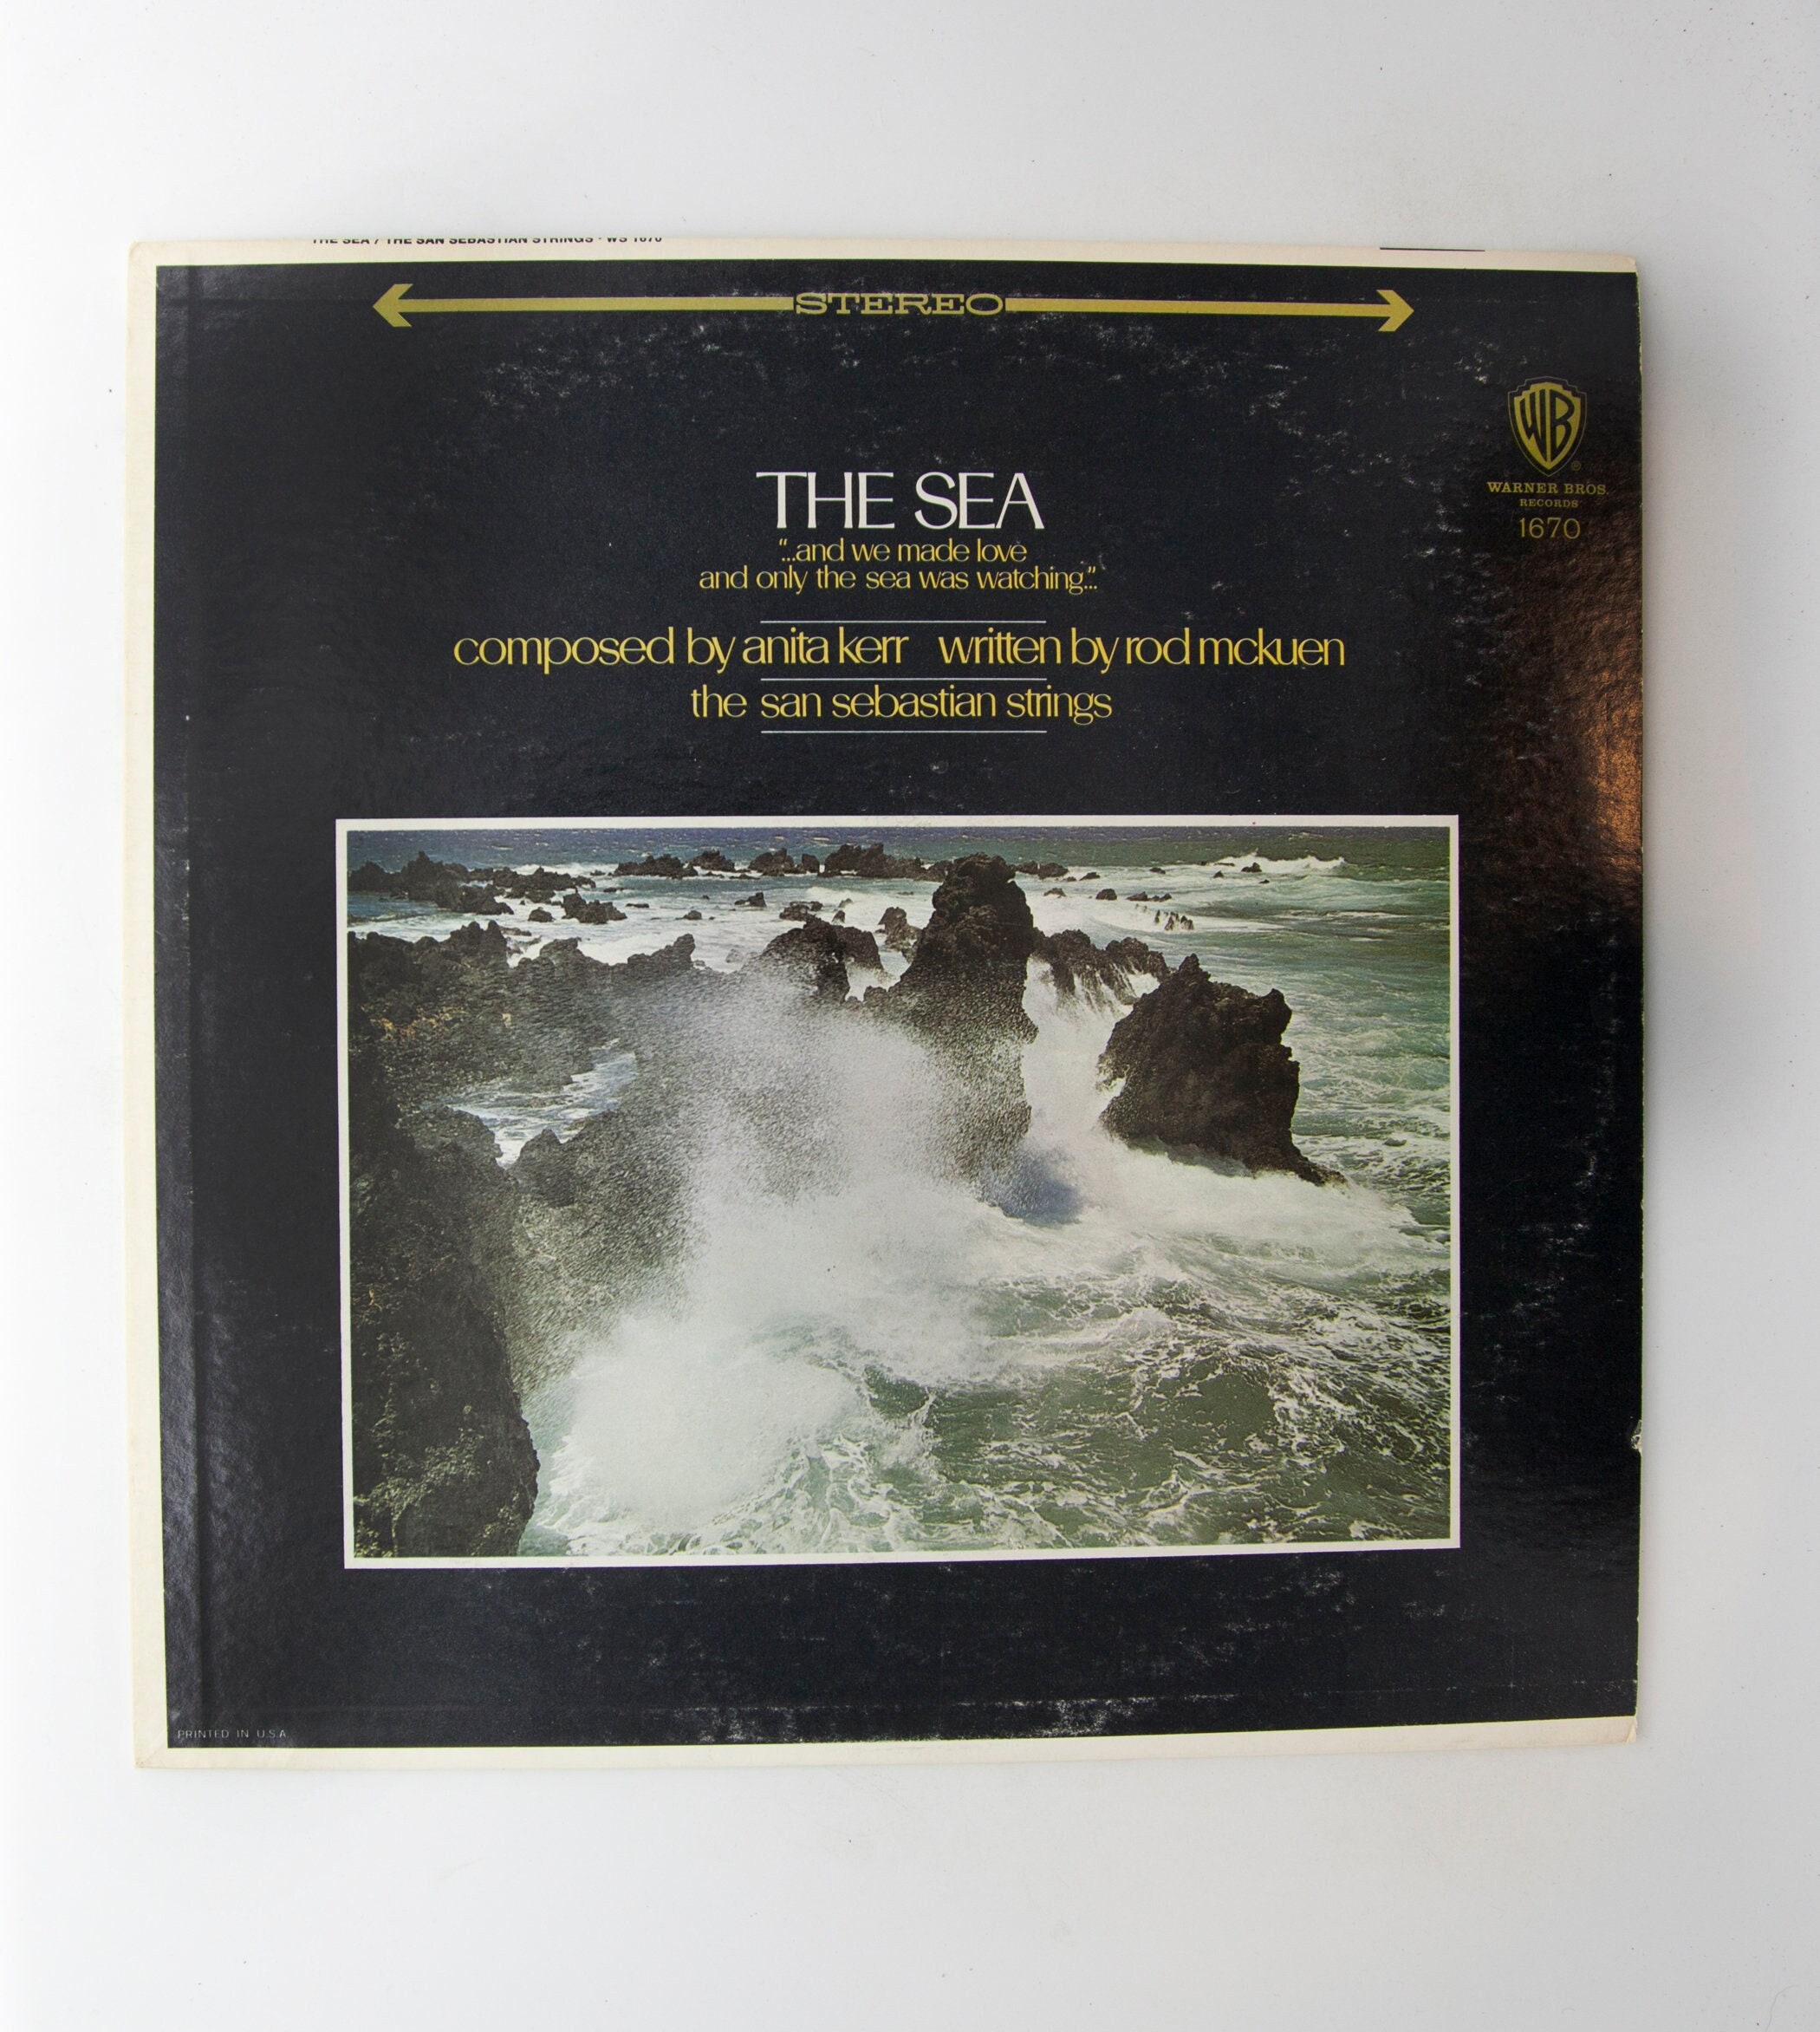 THE SEA / THE SAN SEBASTIAN STRINGS · WS 1670
STEREO
WB
®
WARNER BROS.
RECORDS
1670
THE SEA
“...and we made love
and only the sea was watching...”
composed by anita kerr written by rod mckuen
the san sebastian strings
PRINTED IN U.S.A.